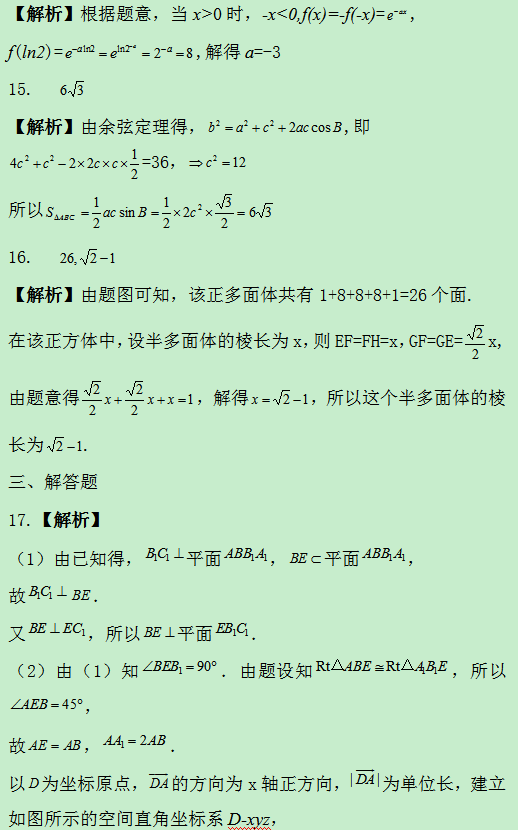 【解析】根据题意，当 x>0 时，-x<0,f(x)=-f(-x)=e^{-ax}，
f(ln2)=e^{-aln2}=e^{ln2^{-a}}=2^{-a}=8,解得 a=-3
15. 6√3
【解析】由余弦定理得，b²=a²+c²+2ac cos B,即
4c²+c²-2×2c×c×1/2=36，⇒c²=12
所以 S_{△ABC}=1/2 ac sin B=1/2×2c²×√3/2=6√3
16. 26,√2-1
【解析】由题图可知，该正多面体共有 1+8+8+8+1=26 个面.
在该正方体中，设半多面体的棱长为 x，则 EF=FH=x，GF=GE=√2/2 x，
由题意得 √2/2 x+√2/2 x+x=1，解得 x=√2-1，所以这个半多面体的棱
长为√2-1.
三、解答题
17.【解析】
（1）由已知得，B₁C₁⊥平面 ABB₁A₁，BE⊂平面 ABB₁A₁，
故 B₁C₁⊥BE.
又 BE⊥EC₁，所以 BE⊥平面 EB₁C₁.
（2）由（1）知∠BEB₁=90°．由题设知 Rt△ABE≅Rt△A₁B₁E，所以
∠AEB=45°，
故 AE=AB，AA₁=2AB.
以 D 为坐标原点，\overrightarrow{DA} 的方向为 x 轴正方向，|\overrightarrow{DA}|为单位长，建立
如图所示的空间直角坐标系 D-xyz，